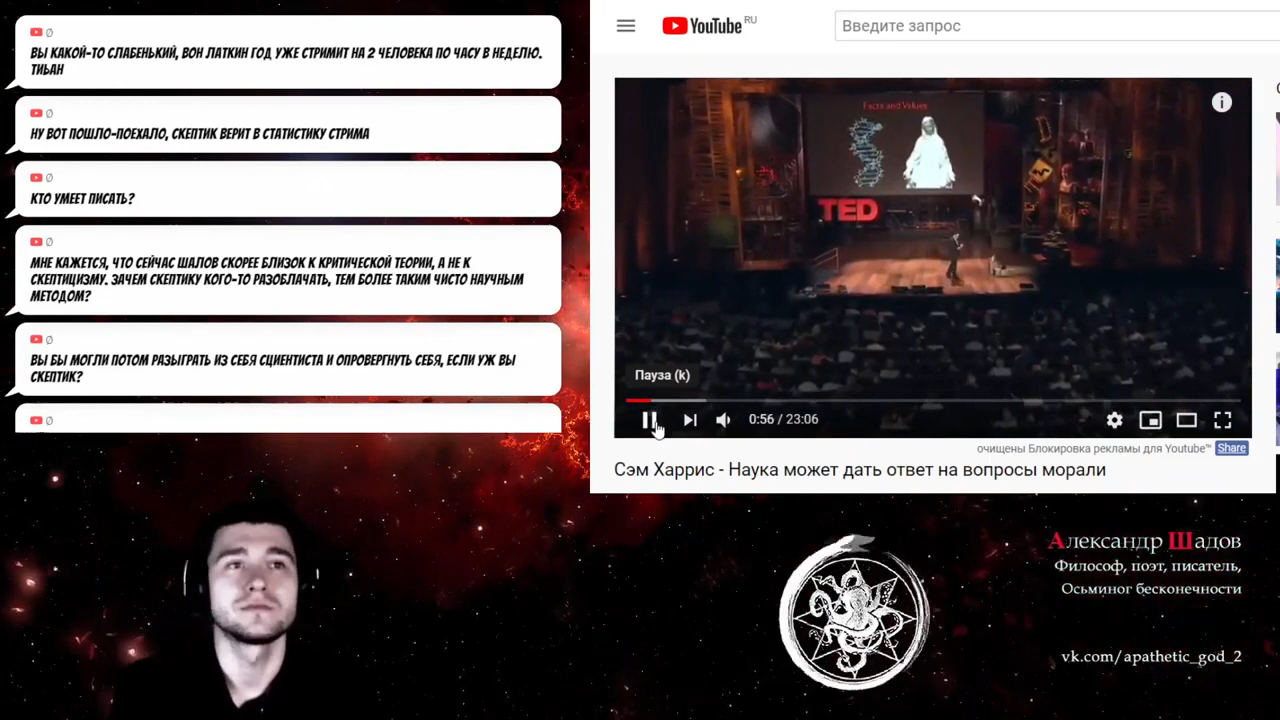 Ø
ВЫ КАКОЙ-ТО СЛАБЕНЬКИЙ, ВОН ЛАТКИН ГОД УЖЕ СТРИМИТ НА 2 ЧЕЛОВЕКА ПО ЧАСУ В НЕДЕЛЮ.
ТИЬАН
Ø
НУ ВОТ ПОШЛО-ПОЕХАЛО, СКЕПТИК ВЕРИТ В СТАТИСТИКУ СТРИМА
Ø
КТО УМЕЕТ ПИСАТЬ?
Ø
МНЕ КАЖЕТСЯ, ЧТО СЕЙЧАС ШАЛОВ СКОРЕЕ БЛИЗОК К КРИТИЧЕСКОЙ ТЕОРИИ, А НЕ К
СКЕПТИЦИЗМУ. ЗАЧЕМ СКЕПТИКУ КОГО-ТО РАЗОБЛАЧАТЬ, ТЕМ БОЛЕЕ ТАКИМ ЧИСТО НАУЧНЫМ
МЕТОДОМ?
Ø
ВЫ БЫ МОГЛИ ПОТОМ РАЗЫГРАТЬ ИЗ СЕБЯ СЦИЕНТИСТА И ОПРОВЕРГНУТЬ СЕБЯ, ЕСЛИ УЖ ВЫ
СКЕПТИК?
Ø
YouTube RU
Введите запрос
Facts and Values
TED
Пауза (k)
0:56 / 23:06
очищены Блокировка рекламы для Youtube™ Share
Сэм Харрис - Наука может дать ответ на вопросы морали
Александр Шадов
Философ, поэт, писатель,
Осьминог бесконечности
vk.com/apathetic_god_2